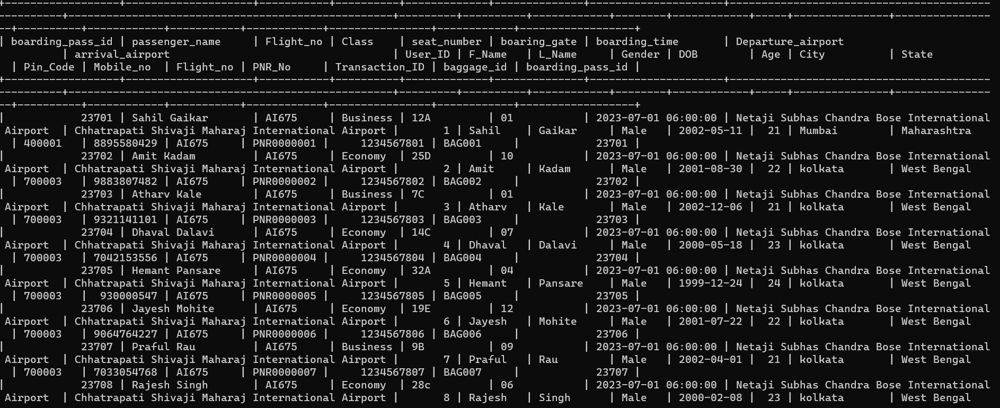 +------------------+--------------------+-----------+----------+-------------+--------------+---------------------+-----------------------------------------
----------+---------------------------------------------------+---------+----------+------------+--------+------------+-----+---------------+---------------
--+----------+------------+-----------+------------+----------------+------------+------------------+
| boarding_pass_id | passenger_name     | Flight_no | Class    | seat_number | boaring_gate | boarding_time       | Departure_airport
          | arrival_airport                                   | User_ID | F_Name   | L_Name     | Gender | DOB        | Age | City          | State
  | Pin_Code | Mobile_no  | Flight_no | PNR_No     | Transaction_ID | baggage_id | boarding_pass_id |
+------------------+--------------------+-----------+----------+-------------+--------------+---------------------+-----------------------------------------
----------+---------------------------------------------------+---------+----------+------------+--------+------------+-----+---------------+---------------
--+----------+------------+-----------+------------+----------------+------------+------------------+
|            23701 | Sahil Gaikar       | AI675     | Business | 12A         | 01           | 2023-07-01 06:00:00 | Netaji Subhas Chandra Bose International
 Airport  | Chhatrapati Shivaji Maharaj International Airport |       1 | Sahil    | Gaikar     | Male   | 2002-05-11 |  21 | Mumbai        | Maharashtra
  | 400001   | 8895580429 | AI675     | PNR0000001 |     1234567801 | BAG001     |            23701 |
|            23702 | Amit Kadam         | AI675     | Economy  | 25D         | 10           | 2023-07-01 06:00:00 | Netaji Subhas Chandra Bose International
 Airport  | Chhatrapati Shivaji Maharaj International Airport |       2 | Amit     | Kadam      | Male   | 2001-08-30 |  22 | kolkata       | West Bengal
  | 700003   | 9883807482 | AI675     | PNR0000002 |     1234567802 | BAG002     |            23702 |
|            23703 | Atharv Kale        | AI675     | Business | 7C          | 01           | 2023-07-01 06:00:00 | Netaji Subhas Chandra Bose International
 Airport  | Chhatrapati Shivaji Maharaj International Airport |       3 | Atharv   | Kale       | Male   | 2002-12-06 |  21 | kolkata       | West Bengal
  | 700003   | 9321141101 | AI675     | PNR0000003 |     1234567803 | BAG003     |            23703 |
|            23704 | Dhaval Dalavi      | AI675     | Economy  | 14C         | 07           | 2023-07-01 06:00:00 | Netaji Subhas Chandra Bose International
 Airport  | Chhatrapati Shivaji Maharaj International Airport |       4 | Dhaval   | Dalavi     | Male   | 2000-05-18 |  23 | kolkata       | West Bengal
  | 700003   | 7042153556 | AI675     | PNR0000004 |     1234567804 | BAG004     |            23704 |
|            23705 | Hemant Pansare     | AI675     | Economy  | 32A         | 04           | 2023-07-01 06:00:00 | Netaji Subhas Chandra Bose International
 Airport  | Chhatrapati Shivaji Maharaj International Airport |       5 | Hemant   | Pansare    | Male   | 1999-12-24 |  24 | kolkata       | West Bengal
  | 700003   |  930000547 | AI675     | PNR0000005 |     1234567805 | BAG005     |            23705 |
|            23706 | Jayesh Mohite      | AI675     | Economy  | 19E         | 12           | 2023-07-01 06:00:00 | Netaji Subhas Chandra Bose International
 Airport  | Chhatrapati Shivaji Maharaj International Airport |       6 | Jayesh   | Mohite     | Male   | 2001-07-22 |  22 | kolkata       | West Bengal
  | 700003   | 9064764227 | AI675     | PNR0000006 |     1234567806 | BAG006     |            23706 |
|            23707 | Praful Rau         | AI675     | Business | 9B          | 09           | 2023-07-01 06:00:00 | Netaji Subhas Chandra Bose International
 Airport  | Chhatrapati Shivaji Maharaj International Airport |       7 | Praful   | Rau        | Male   | 2002-04-01 |  21 | kolkata       | West Bengal
  | 700003   | 7033054768 | AI675     | PNR0000007 |     1234567807 | BAG007     |            23707 |
|            23708 | Rajesh Singh       | AI675     | Economy  | 28c         | 06           | 2023-07-01 06:00:00 | Netaji Subhas Chandra Bose International
 Airport  | Chhatrapati Shivaji Maharaj International Airport |       8 | Rajesh   | Singh      | Male   | 2000-02-08 |  23 | kolkata       | West Bengal